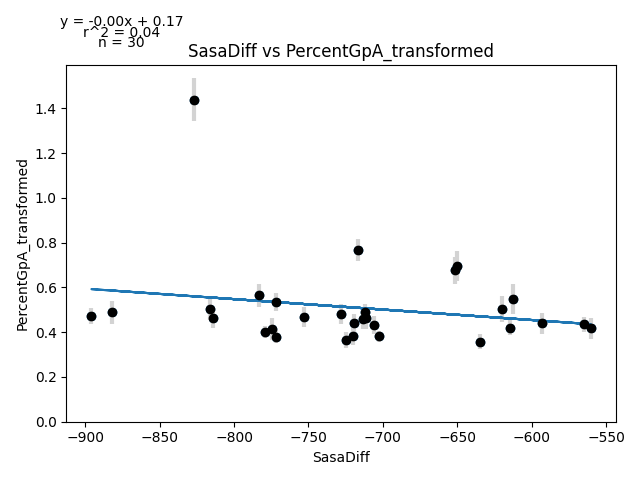 y = -0.00x + 0.17
r^2 = 0.04
n = 30
SasaDiff vs PercentGpA_transformed
PercentGpA_transformed
1.4
1.2
1.0
0.8
0.6
0.4
0.2
0.0
−900 −850 −800 −750 −700 −650 −600 −550
SasaDiff